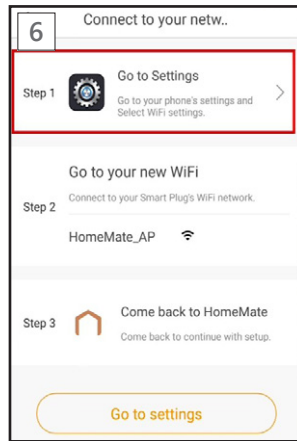 6
Connect to your netw..
Step 1
Go to Settings
Go to your phone's settings and
Select WiFi settings.
Step 2
Go to your new WiFi
Connect to your Smart Plug's WiFi network.
HomeMate_AP
Step 3
Come back to HomeMate
Come back to continue with setup.
Go to settings